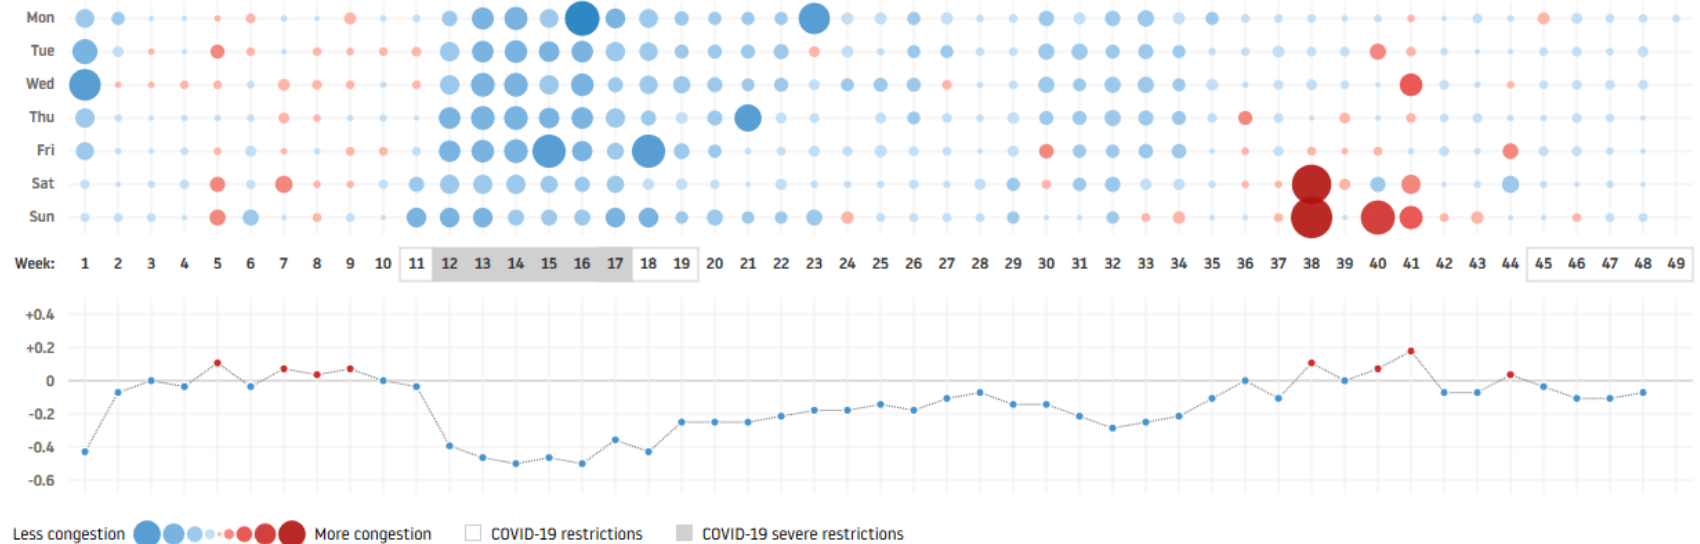 Mon
Tue
Wed
Thu
Fri
Sat
Sun
Week: 1 2 3 4 5 6 7 8 9 10 11 12 13 14 15 16 17 18 19 20 21 22 23 24 25 26 27 28 29 30 31 32 33 34 35 36 37 38 39 40 41 42 43 44 45 46 47 48 49
+0.4
+0.2
0
-0.2
-0.4
-0.6
Less congestion More congestion COVID-19 restrictions COVID-19 severe restrictions